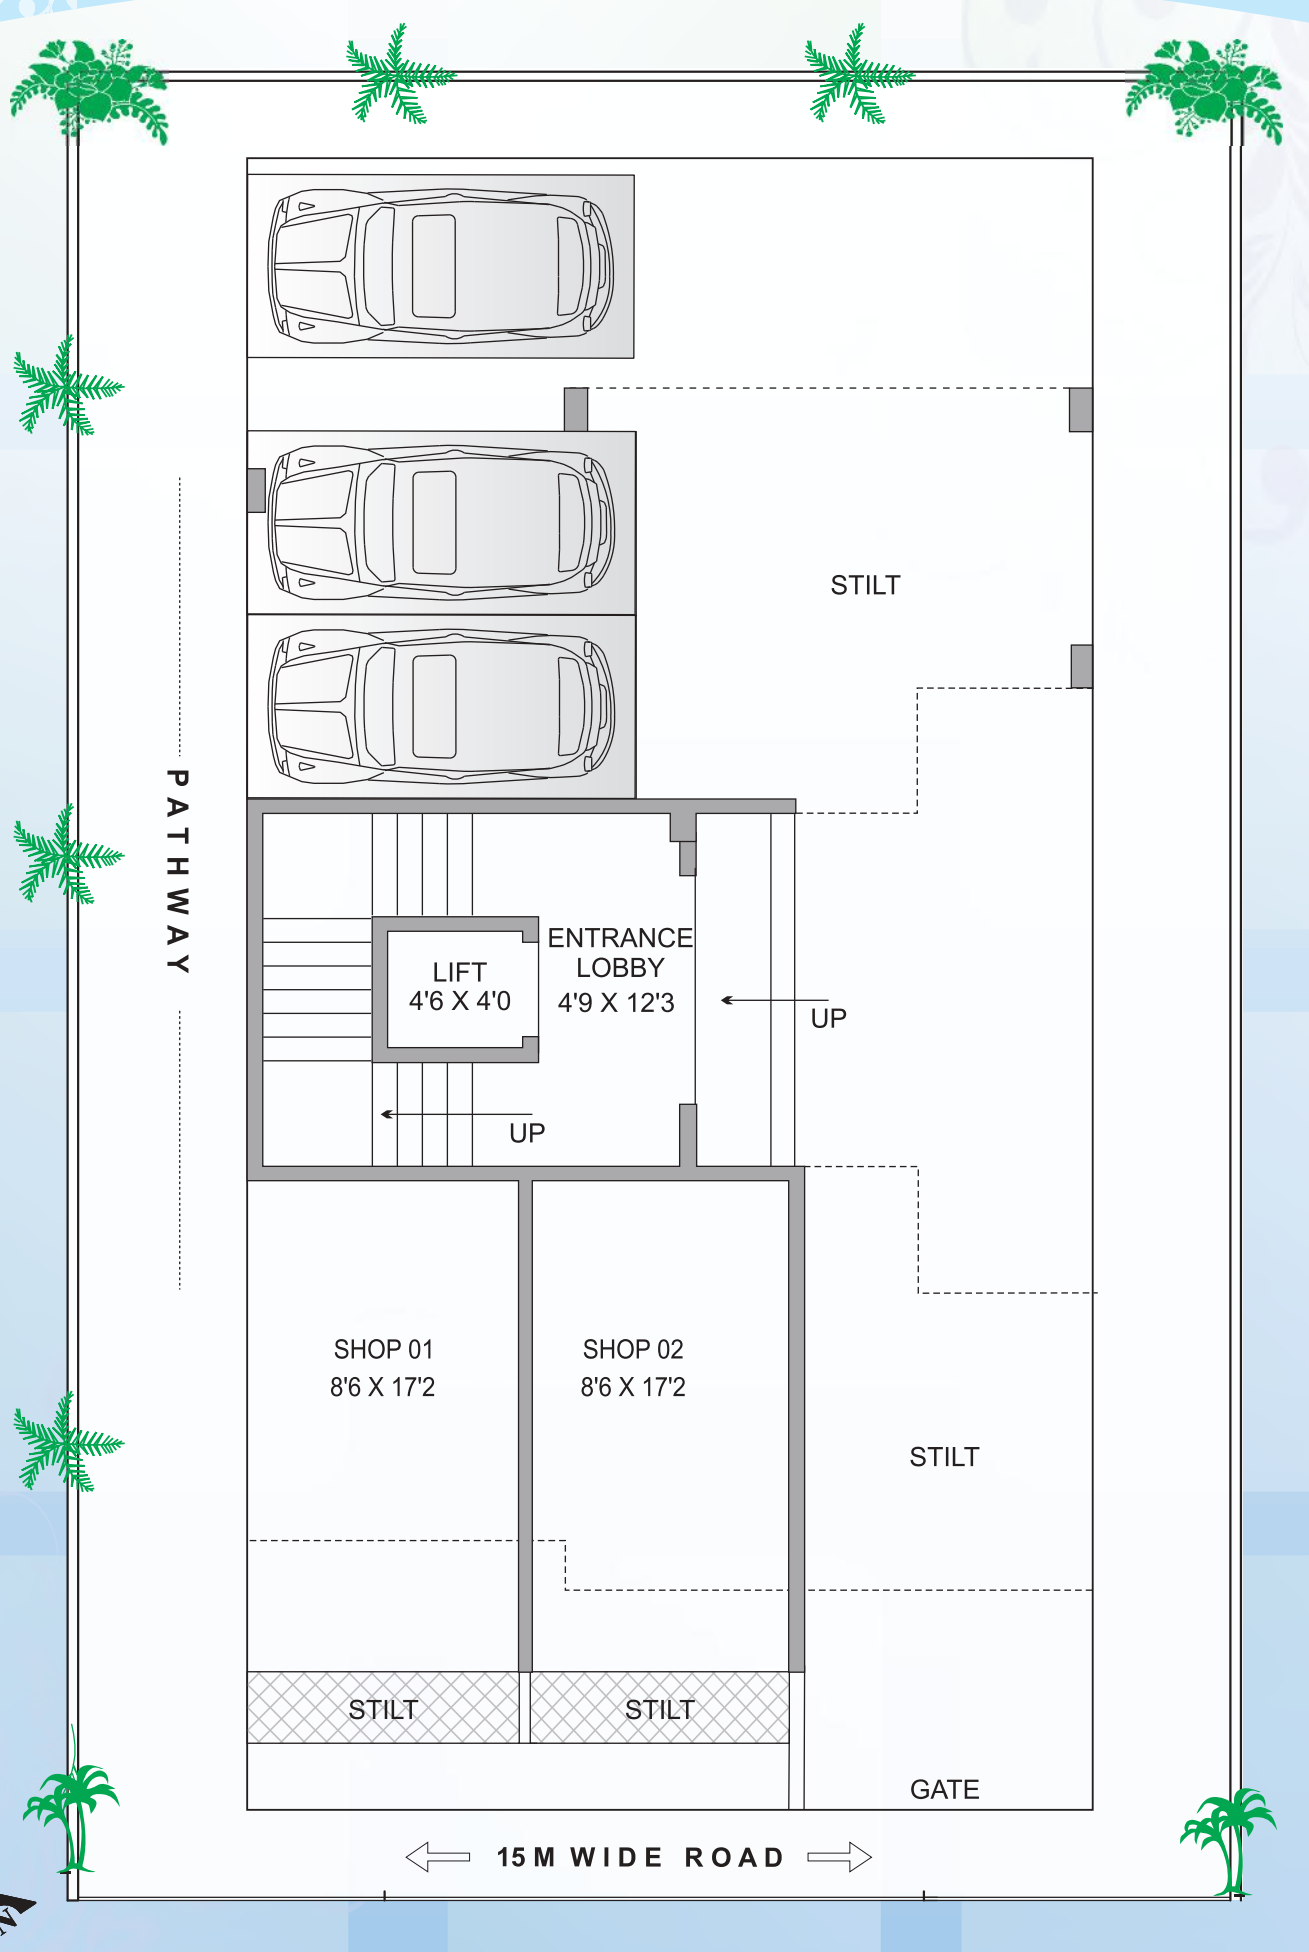 STILT
PATHWAY
ENTRANCE
LOBBY
4'9 X 12'3
LIFT
4'6 X 4'0
UP
UP
SHOP 01
8'6 X 17'2
SHOP 02
8'6 X 17'2
STILT
STILT
STILT
GATE
15M WIDE ROAD
N